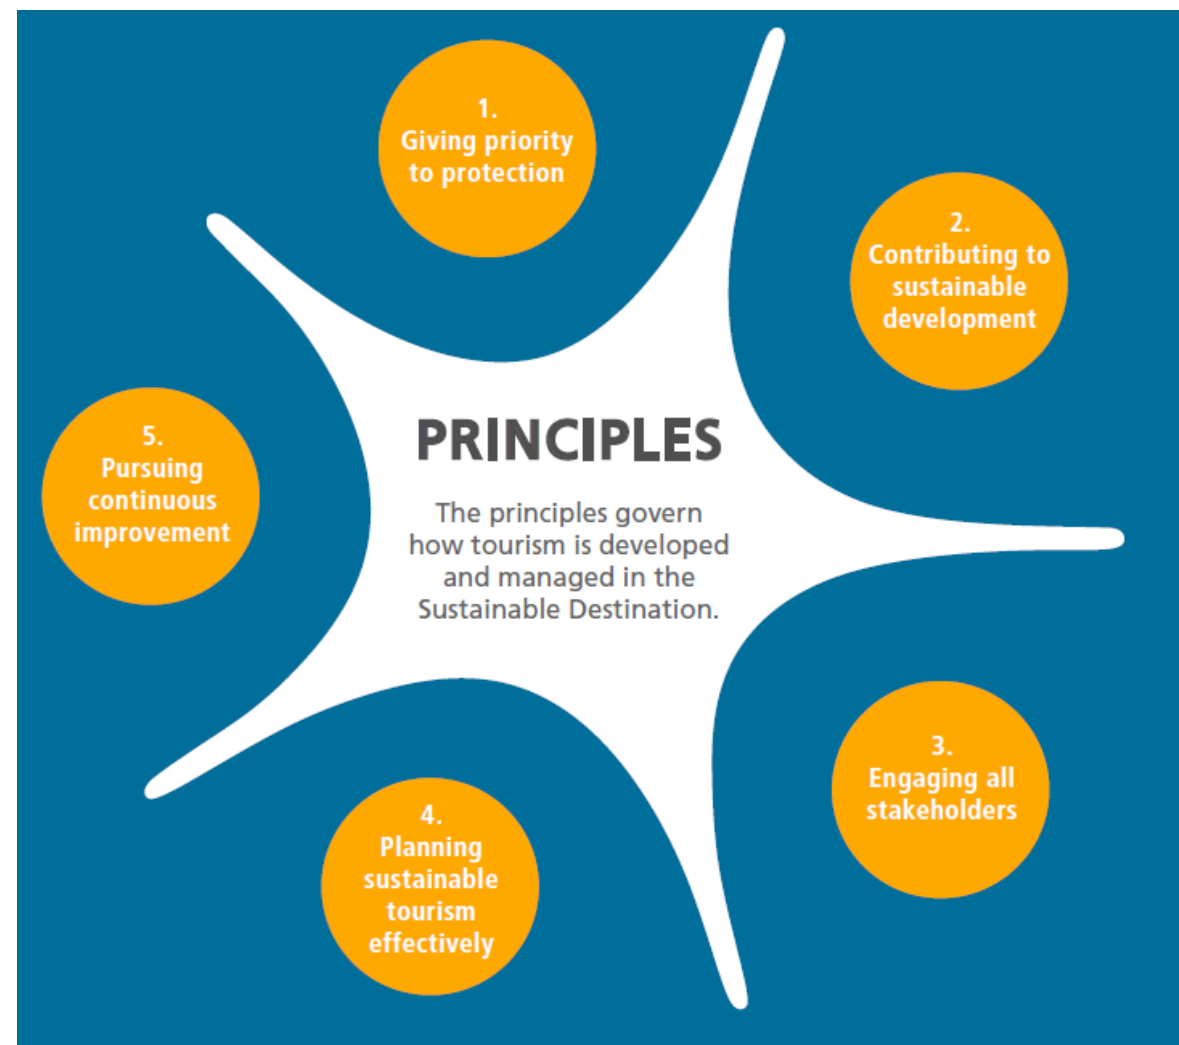 1.
Giving priority
to protection
2.
Contributing to
sustainable
development
PRINCIPLES
The principles govern
how tourism is developed
and managed in the
Sustainable Destination.
5.
Pursuing
continuous
improvement
3.
Engaging all
stakeholders
4.
Planning
sustainable
tourism
effectively